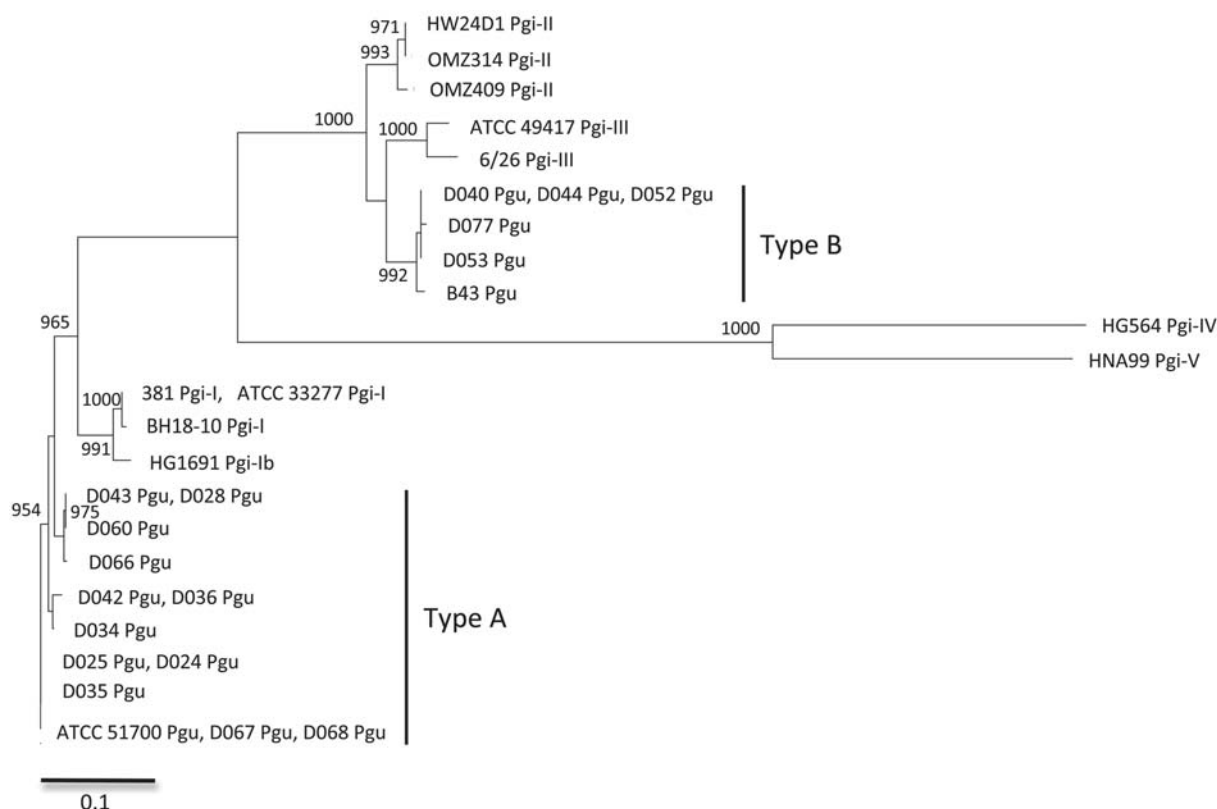 971
HW24D1 Pgi-II
993
OMZ314 Pgi-II
OMZ409 Pgi-II
1000
1000
ATCC 49417 Pgi-III
6/26 Pgi-III
D040 Pgu, D044 Pgu, D052 Pgu
D077 Pgu
Type B
D053 Pgu
992
B43 Pgu
965
1000
HG564 Pgi-IV
HNA99 Pgi-V
381 Pgi-I, ATCC 33277 Pgi-I
1000
BH18-10 Pgi-I
991
HG1691 Pgi-Ib
D043 Pgu, D028 Pgu
954
975
D060 Pgu
D066 Pgu
D042 Pgu, D036 Pgu
Type A
D034 Pgu
D025 Pgu, D024 Pgu
D035 Pgu
ATCC 51700 Pgu, D067 Pgu, D068 Pgu
0.1